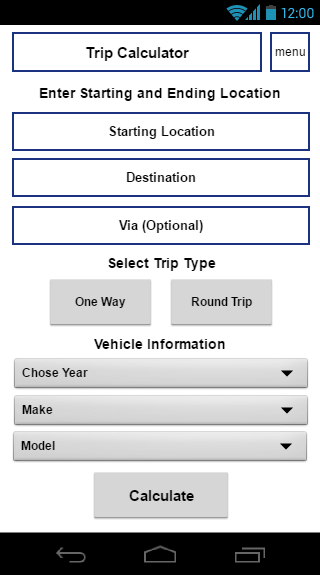 12:00
Trip Calculator
menu
Enter Starting and Ending Location
Starting Location
Destination
Via (Optional)
Select Trip Type
One Way
Round Trip
Vehicle Information
Chose Year
Make
Model
Calculate